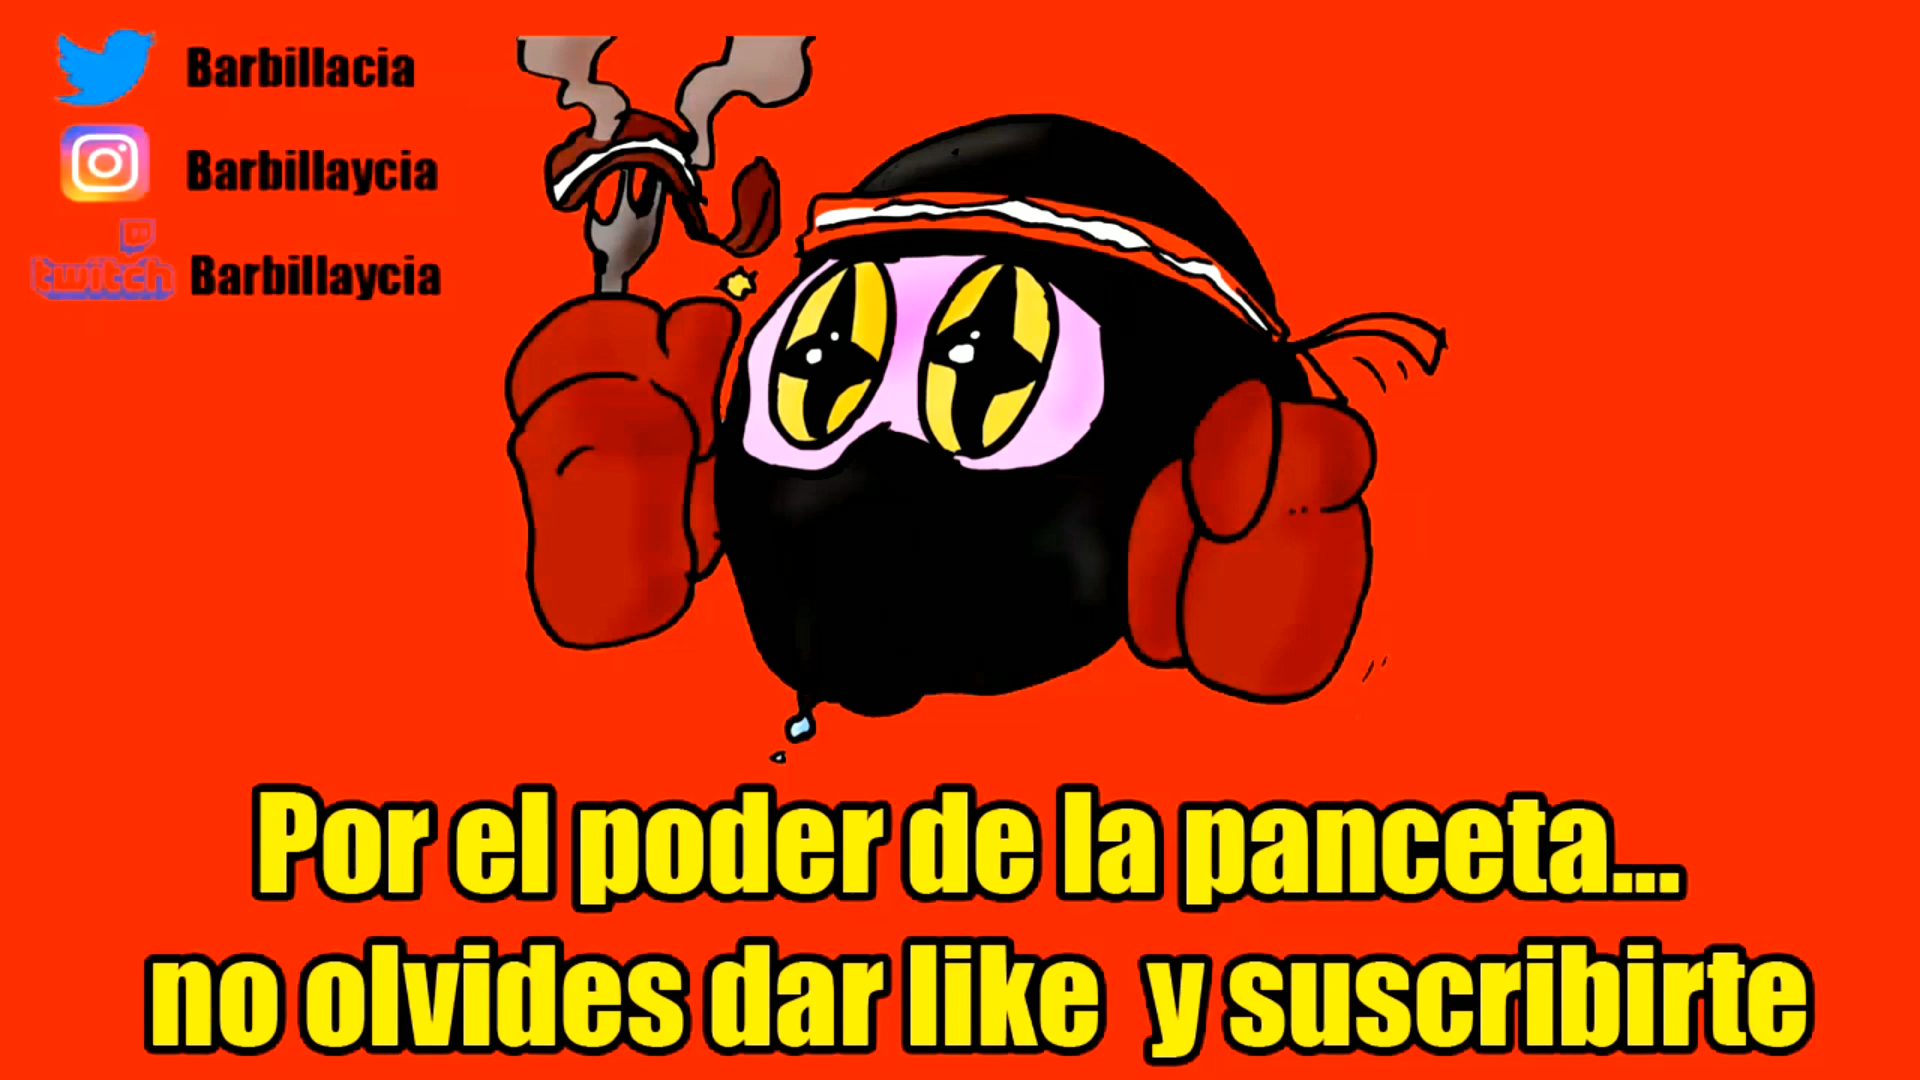 Barbillacia
Barbillaycia
twitch Barbillaycia
Por el poder de la panceta...
no olvides dar like y suscribirte